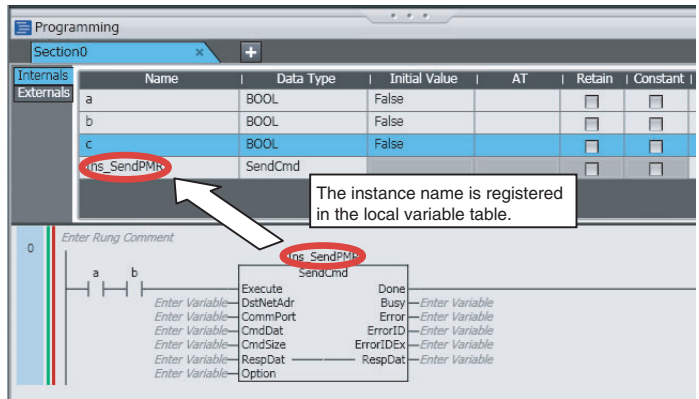 Programming
Section0 × +
Internals
Externals
Name Data Type Initial Value AT Retain Constant
a BOOL False
b BOOL False
c BOOL False
Ins_SendPMR SendCmd
The instance name is registered
in the local variable table.
0 Enter Rung Comment
Ins_SendPMR
a b SendCmd
Execute Done
Enter Variable DstNetAdr Busy Enter Variable
Enter Variable CommPort Error Enter Variable
Enter Variable CmdDat ErrorID Enter Variable
Enter Variable CmdSize ErrorIDEx Enter Variable
Enter Variable RespDat RespDat Enter Variable
Enter Variable Option